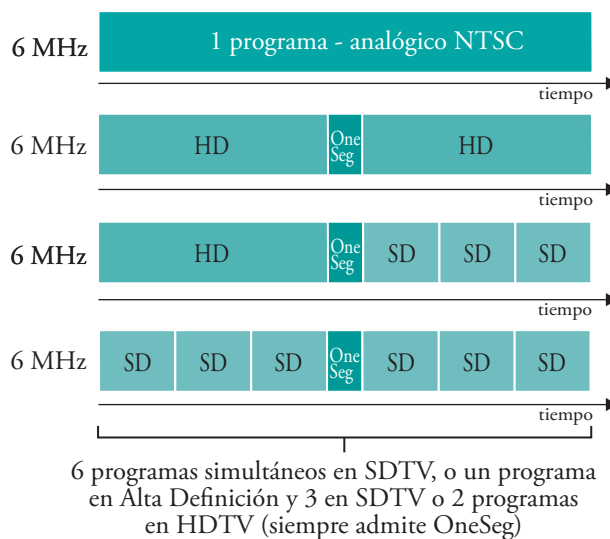 6 MHz 1 programa - analógico NTSC
tiempo
6 MHz HD One Seg HD
tiempo
6 MHz HD One Seg SD SD SD
tiempo
6 MHz SD SD SD One Seg SD SD SD
tiempo
6 programas simultáneos en SDTV, o un programa
en Alta Definición y 3 en SDTV o 2 programas
en HDTV (siempre admite OneSeg)